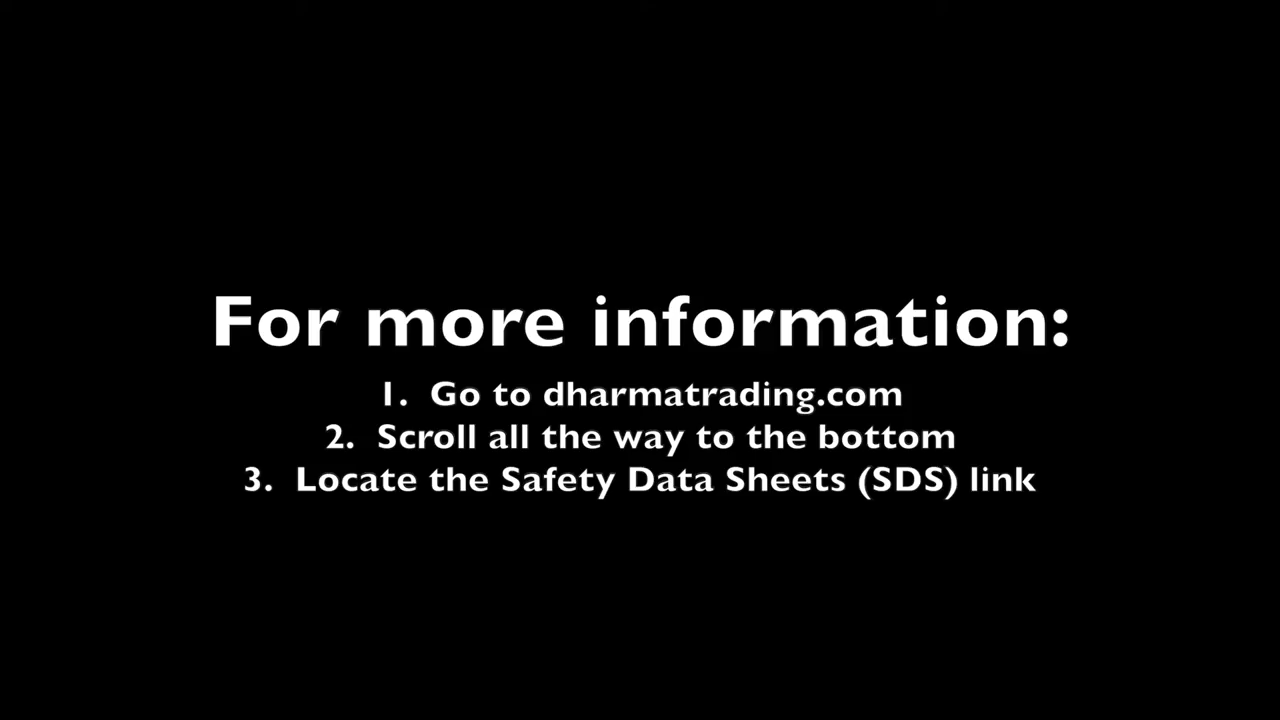 For more information:
1. Go to dharmatrading.com
2. Scroll all the way to the bottom
3. Locate the Safety Data Sheets (SDS) link